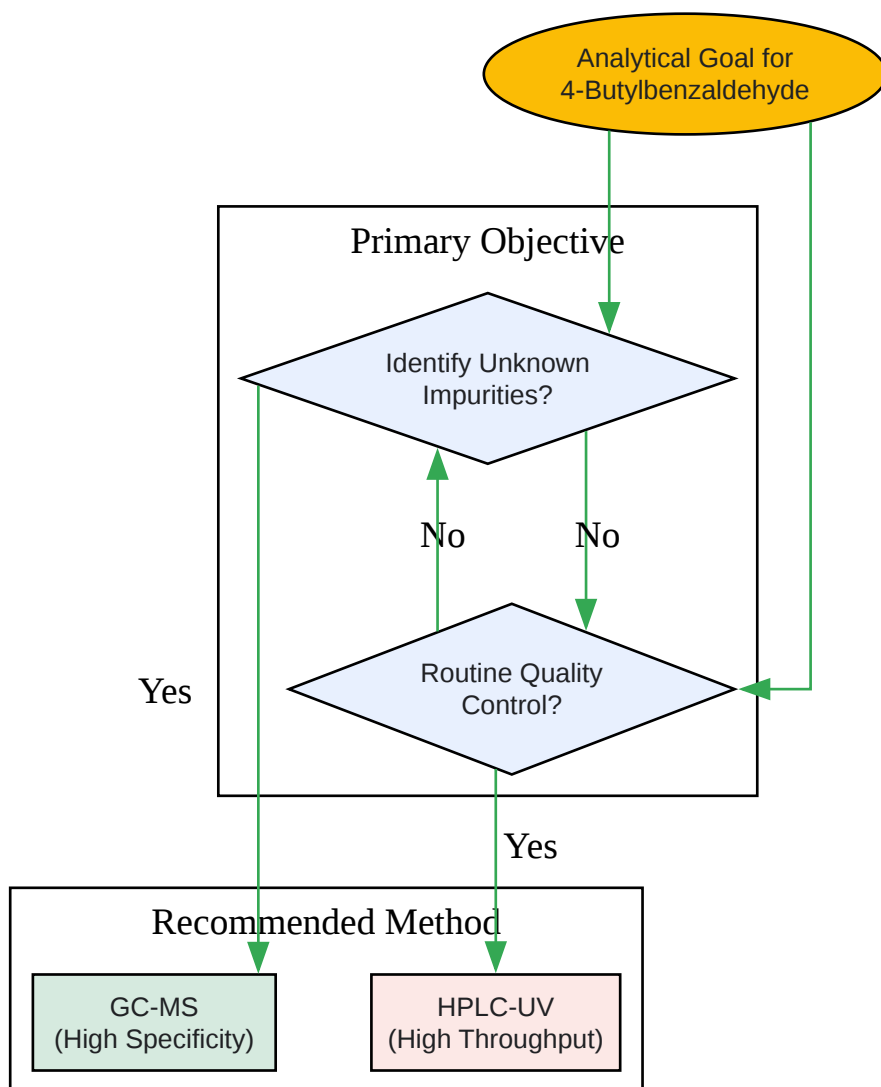 Analytical Goal for
4-Butylbenzaldehyde
Primary Objective
Identify Unknown
Impurities?
No
No
Routine Quality
Control?
Yes
Yes
Recommended Method
GC-MS
(High Specificity)
HPLC-UV
(High Throughput)